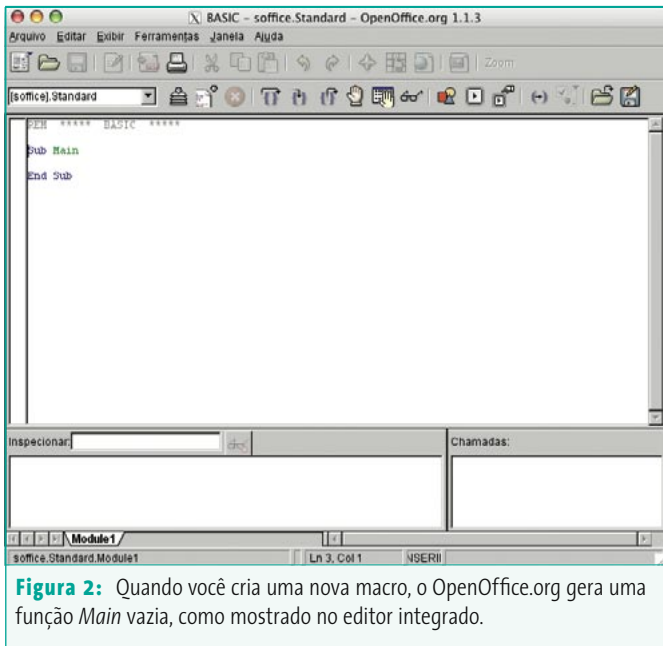 BASIC - soffice.Standard - OpenOffice.org 1.1.3
Arquivo Editar Exibir Ferramentas Janela Ajuda
Zoom
[soffice].Standard
REM ***** BASIC *****
Sub Main
End Sub
Inspecionar:
Chamadas:
Module1
soffice.Standard.Module1 Ln 3, Col 1 NSERII
Figura 2: Quando você cria uma nova macro, o OpenOffice.org gera uma
função Main vazia, como mostrado no editor integrado.